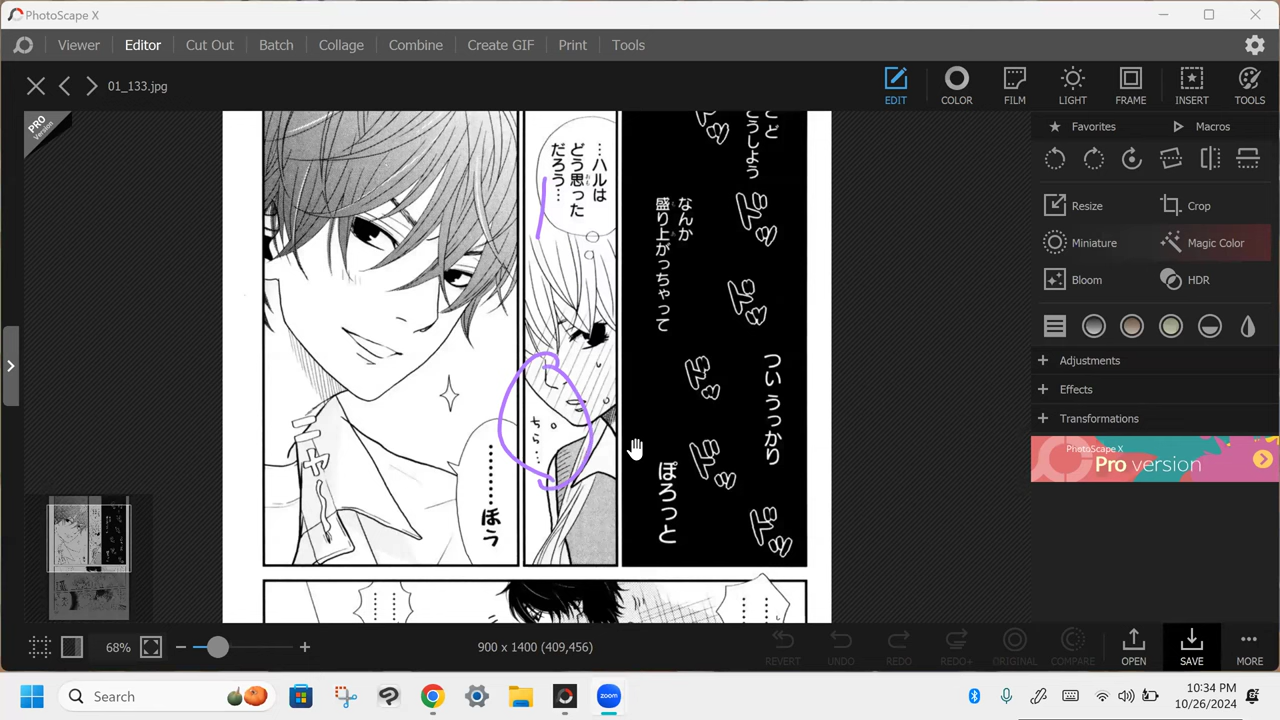 PhotoScape X
Viewer
Editor
Cut Out
Batch
Collage
Combine
Create GIF
Print
Tools
01_133.jpg
EDIT
COLOR
FILM
LIGHT
FRAME
INSERT
TOOLS
PRO
Version
Favorites
Macros
Resize
Crop
Miniature
Magic Color
Bloom
HDR
Adjustments
Effects
Transformations
PhotoScape X
Pro version
どうしよう
なんか
盛り上がっちゃって
ついうっかり
ぽろっと
ドッ
ドッ
ドッ
ドッ
ドッ
…ハルは
どう思った
だろう…
ちら…
………ほう
68%
900 x 1400 (409,456)
REVERT
UNDO
REDO
REDO+
ORIGINAL
COMPARE
OPEN
SAVE
MORE
Search
zoom
10:34 PM
10/26/2024